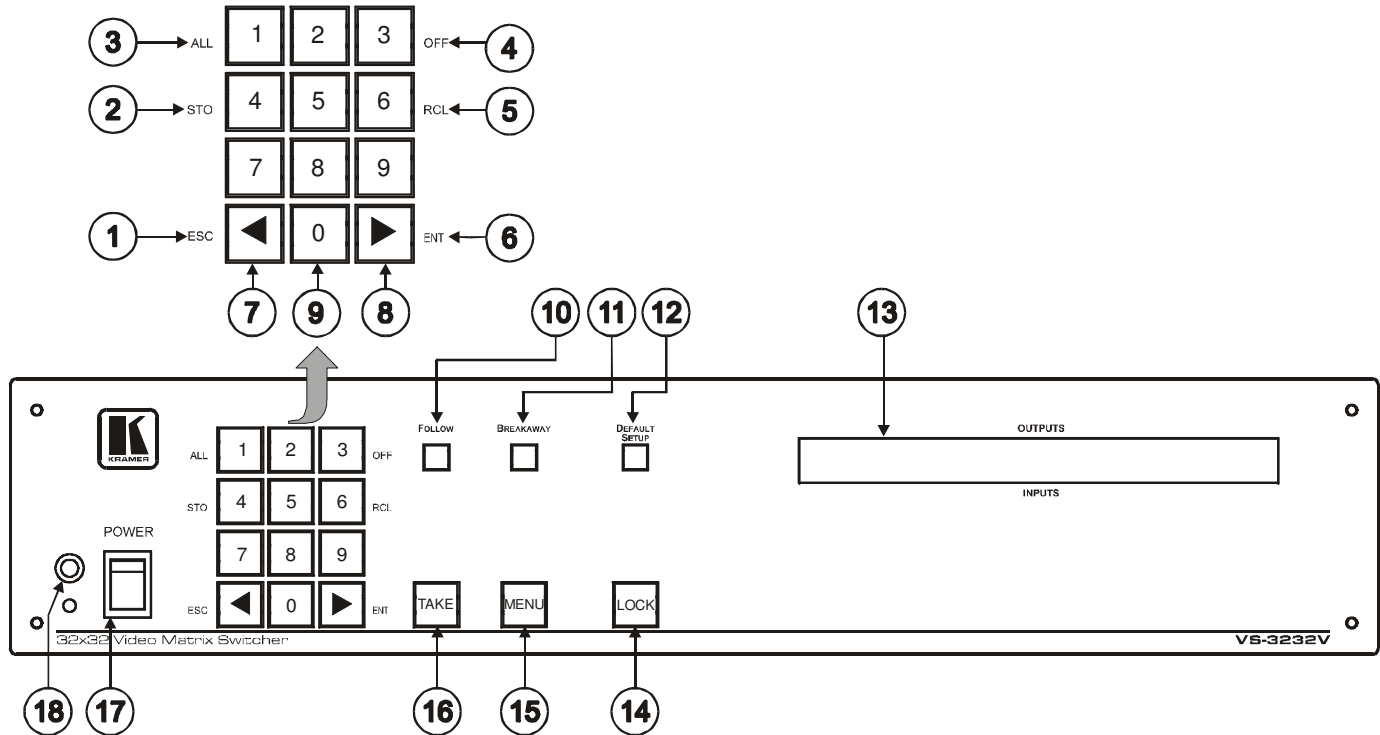 3 ALL 1 2 3 OFF 4
2 STO 4 5 6 RCL 5
7 8 9
1 ESC ◀ 0 ▶ ENT 6
7 9 8
10 11 12 13
KRAMER
ALL 1 2 3 OFF
STO 4 5 6 RCL
7 8 9
ESC ◀ 0 ▶ ENT
FOLLOW
BREAKAWAY
DEFAULT
SETUP
OUTPUTS
INPUTS
POWER
TAKE
MENU
LOCK
32x32 Video Matrix Switcher
VS-3232V
18 17 16 15 14